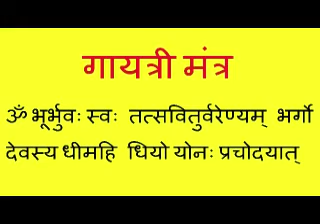 गायत्री मंत्र
ॐ भूर्भुवः स्वः तत्सवितुर्वरेण्यम् भर्गो
देवस्य धीमहि धियो योनः प्रचोदयात्